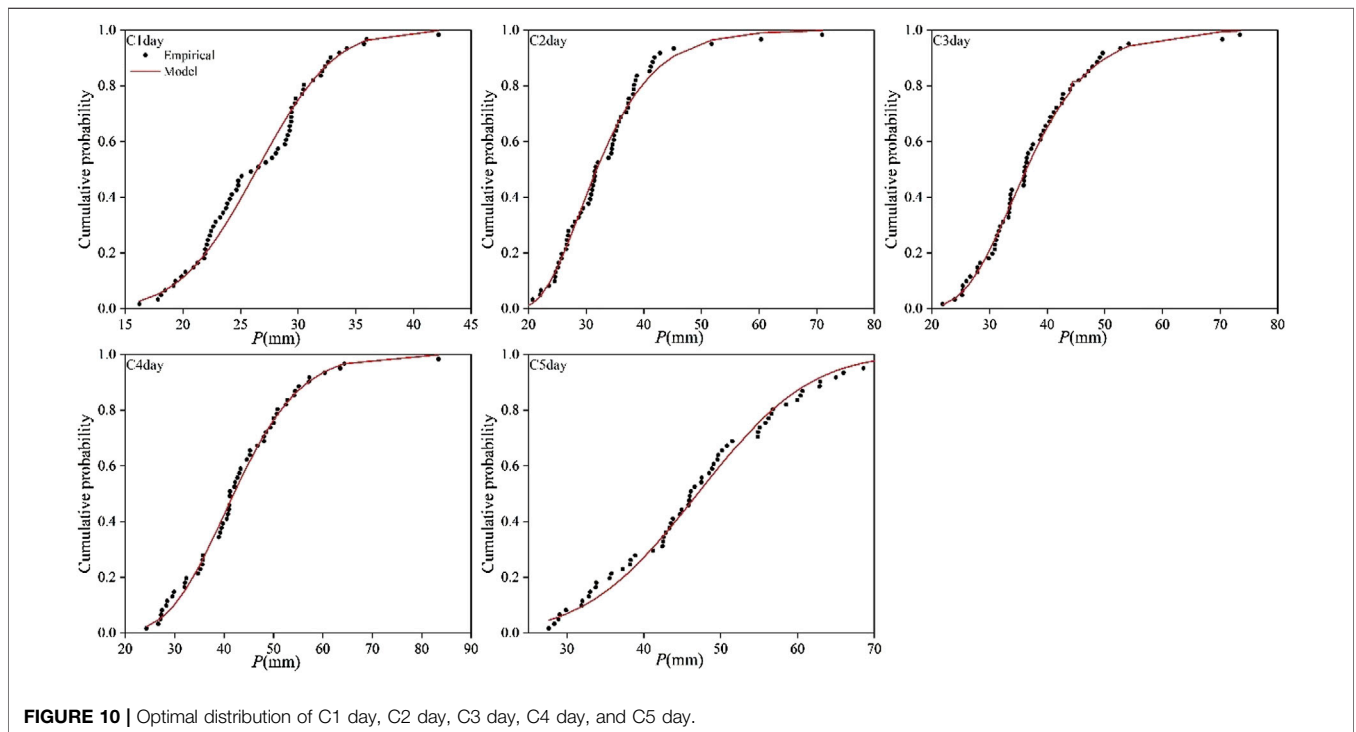 C1day
Empirical
Model
1.0
0.8
0.6
0.4
0.2
0.0
Cumulative probability
15 20 25 30 35 40 45
P(mm)
C2day
1.0
0.8
0.6
0.4
0.2
0.0
Cumulative probability
20 30 40 50 60 70 80
P(mm)
C3day
1.0
0.8
0.6
0.4
0.2
0.0
Cumulative probability
20 30 40 50 60 70 80
P(mm)
C4day
1.0
0.8
0.6
0.4
0.2
0.0
Cumulative probability
20 30 40 50 60 70 80 90
P(mm)
C5day
1.0
0.8
0.6
0.4
0.2
0.0
Cumulative probability
30 40 50 60 70
P(mm)
FIGURE 10 | Optimal distribution of C1 day, C2 day, C3 day, C4 day, and C5 day.